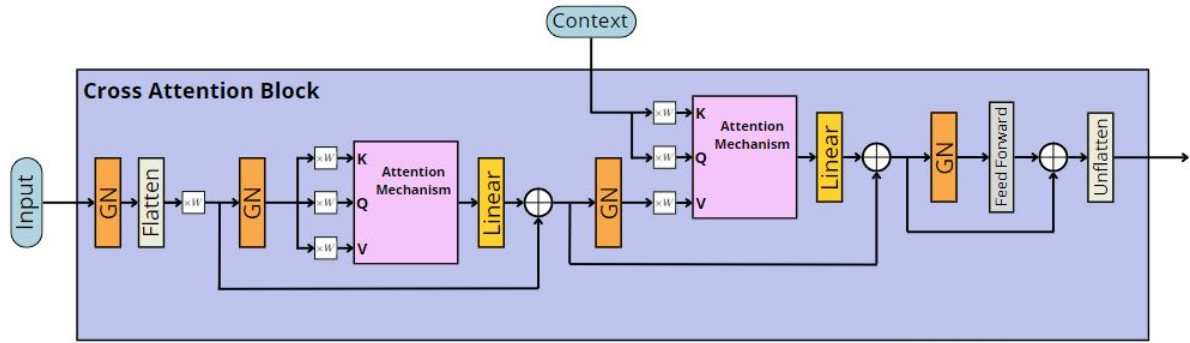 Context
Cross Attention Block
Input
GN
Flatten
×W
GN
×W
×W
×W
K
Q
V
Attention
Mechanism
Linear
GN
×W
×W
×W
K
Q
V
Attention
Mechanism
Linear
GN
Feed Forward
Unflatten